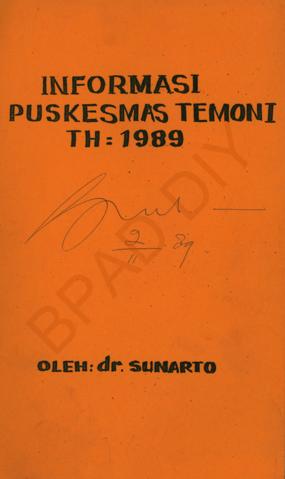 INFORMASI
PUSKESMAS TEMONI
TH: 1989
2/11 89
OLEH: dr. SUNARTO
BPAD DIY